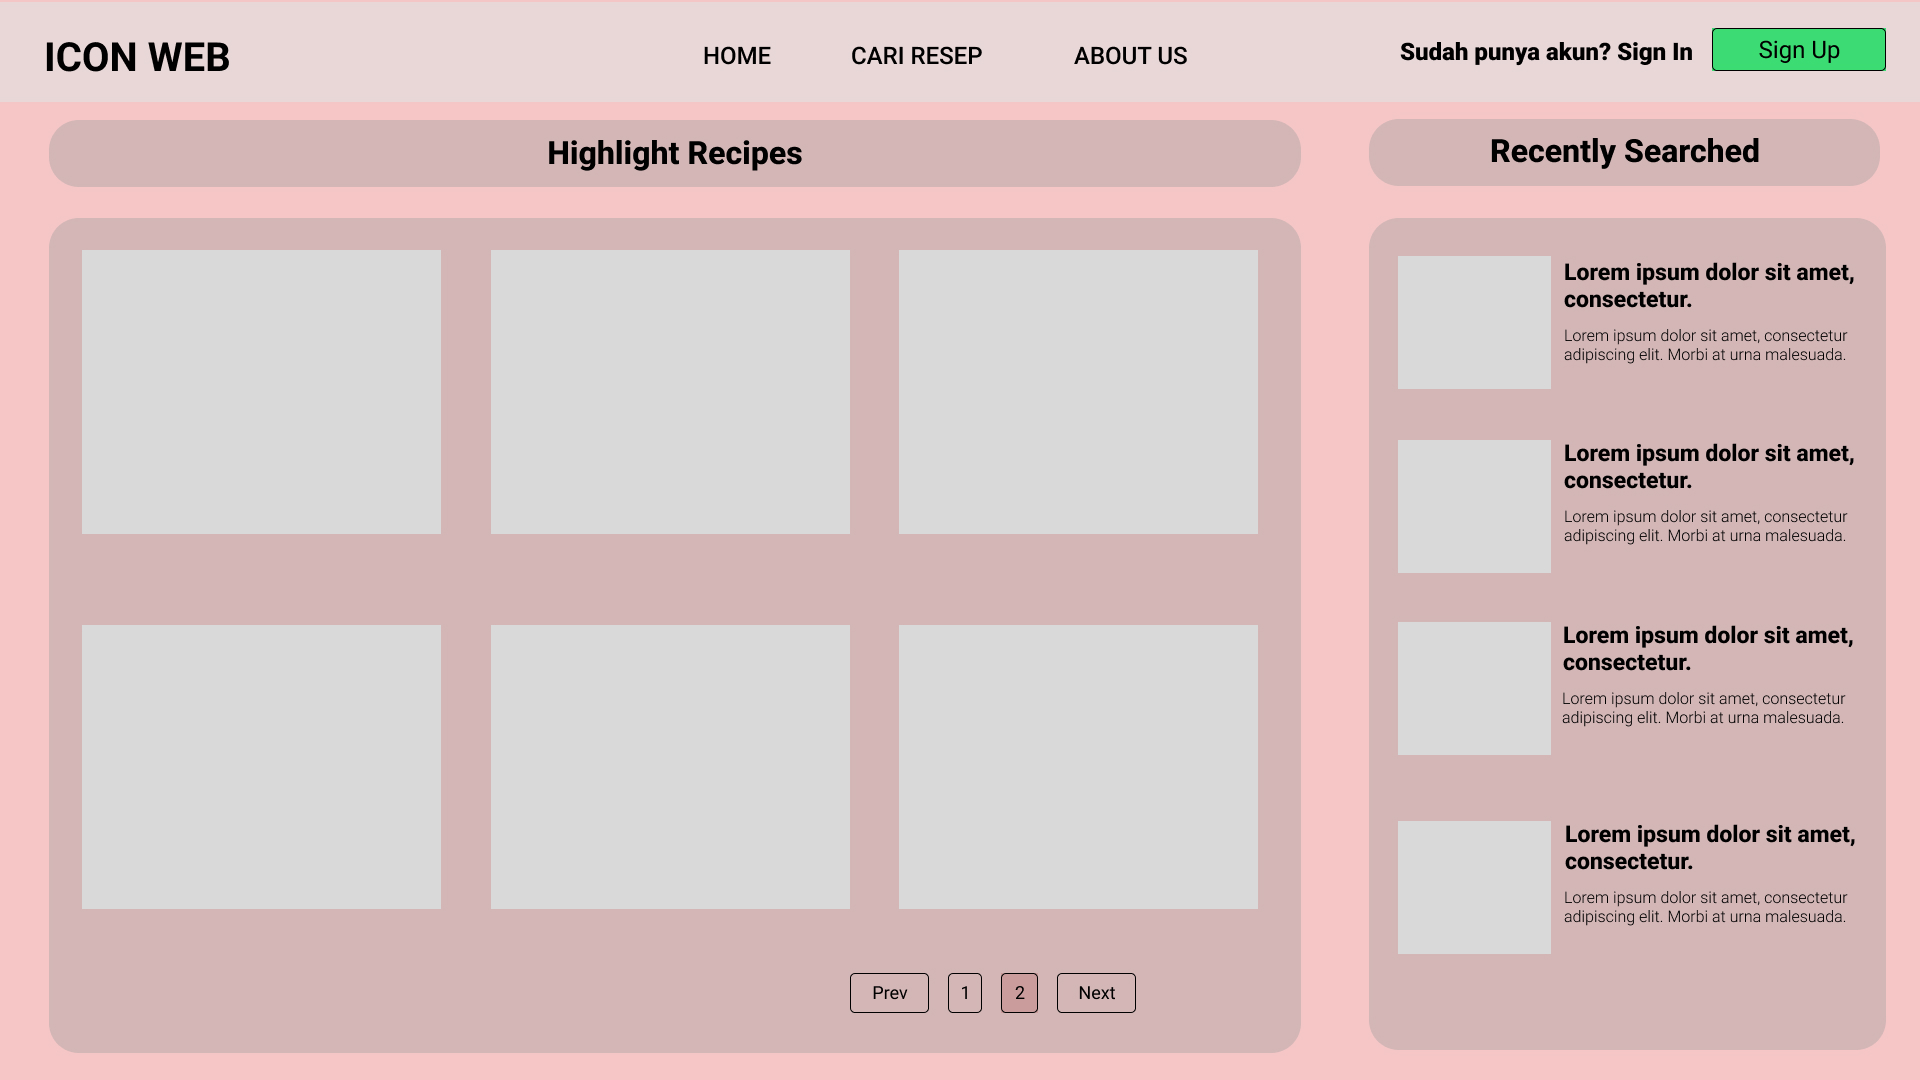 ICON WEB
HOME
CARI RESEP
ABOUT US
Sudah punya akun? Sign In
Sign Up
Highlight Recipes
Prev
1
2
Next
Recently Searched
Lorem ipsum dolor sit amet,
consectetur.
Lorem ipsum dolor sit amet, consectetur
adipiscing elit. Morbi at urna malesuada.
Lorem ipsum dolor sit amet,
consectetur.
Lorem ipsum dolor sit amet, consectetur
adipiscing elit. Morbi at urna malesuada.
Lorem ipsum dolor sit amet,
consectetur.
Lorem ipsum dolor sit amet, consectetur
adipiscing elit. Morbi at urna malesuada.
Lorem ipsum dolor sit amet,
consectetur.
Lorem ipsum dolor sit amet, consectetur
adipiscing elit. Morbi at urna malesuada.